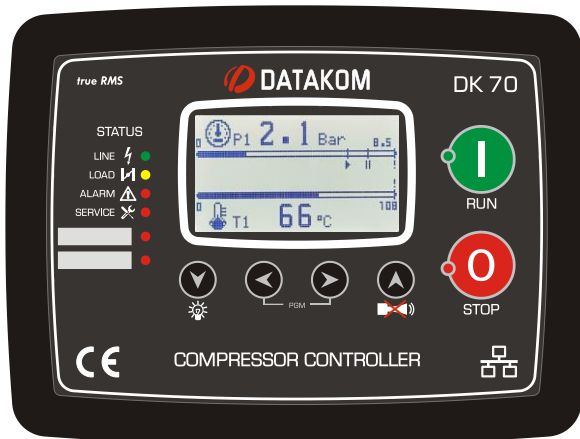 true RMS
DATAKOM
DK 70
STATUS
LINE
LOAD
ALARM
SERVICE
P1 2.1 Bar
0 8.5
0 108
T1 66 °C
RUN
STOP
PGM
CE
COMPRESSOR CONTROLLER